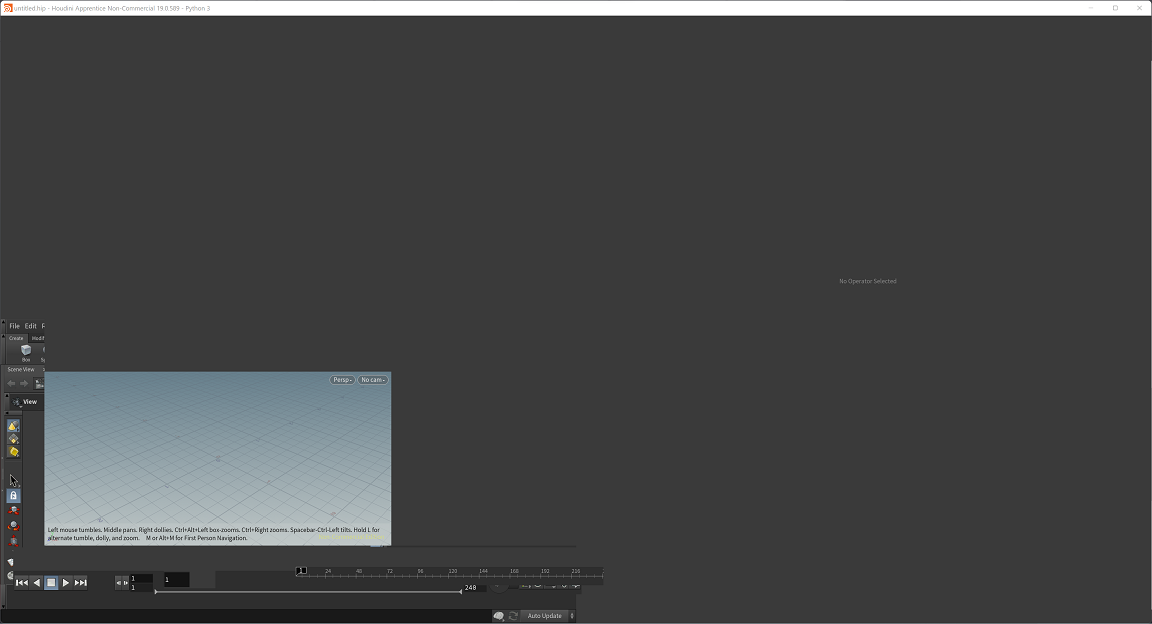 untitled.hip - Houdini Apprentice Non-Commercial 19.0.589 - Python 3
No Operator Selected
File Edit
Create Modif
Box
Scene View
View
Persp No cam
Left mouse tumbles. Middle pans. Right dollies. Ctrl+Alt+Left box-zooms. Ctrl+Right zooms. Spacebar-Ctrl-Left tilts. Hold L for
alternate tumble, dolly, and zoom. M or Alt+M for First Person Navigation.
1 24 48 72 96 120 144 168 192 216
1 1
1 240
Auto Update